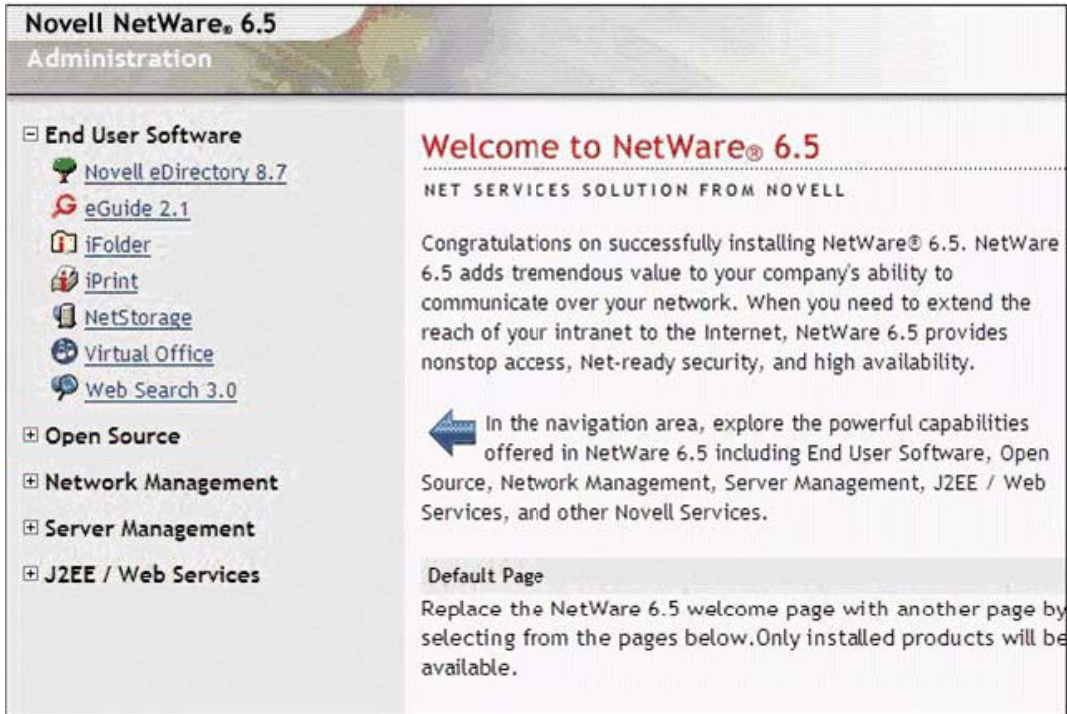 Novell NetWare® 6.5
Administration
End User Software
Novell eDirectory 8.7
eGuide 2.1
iFolder
iPrint
NetStorage
Virtual Office
Web Search 3.0
Open Source
Network Management
Server Management
J2EE / Web Services
Welcome to NetWare® 6.5
NET SERVICES SOLUTION FROM NOVELL
Congratulations on successfully installing NetWare® 6.5. NetWare
6.5 adds tremendous value to your company's ability to
communicate over your network. When you need to extend the
reach of your intranet to the Internet, NetWare 6.5 provides
nonstop access, Net-ready security, and high availability.
In the navigation area, explore the powerful capabilities
offered in NetWare 6.5 including End User Software, Open
Source, Network Management, Server Management, J2EE / Web
Services, and other Novell Services.
Default Page
Replace the NetWare 6.5 welcome page with another page by
selecting from the pages below.Only installed products will be
available.